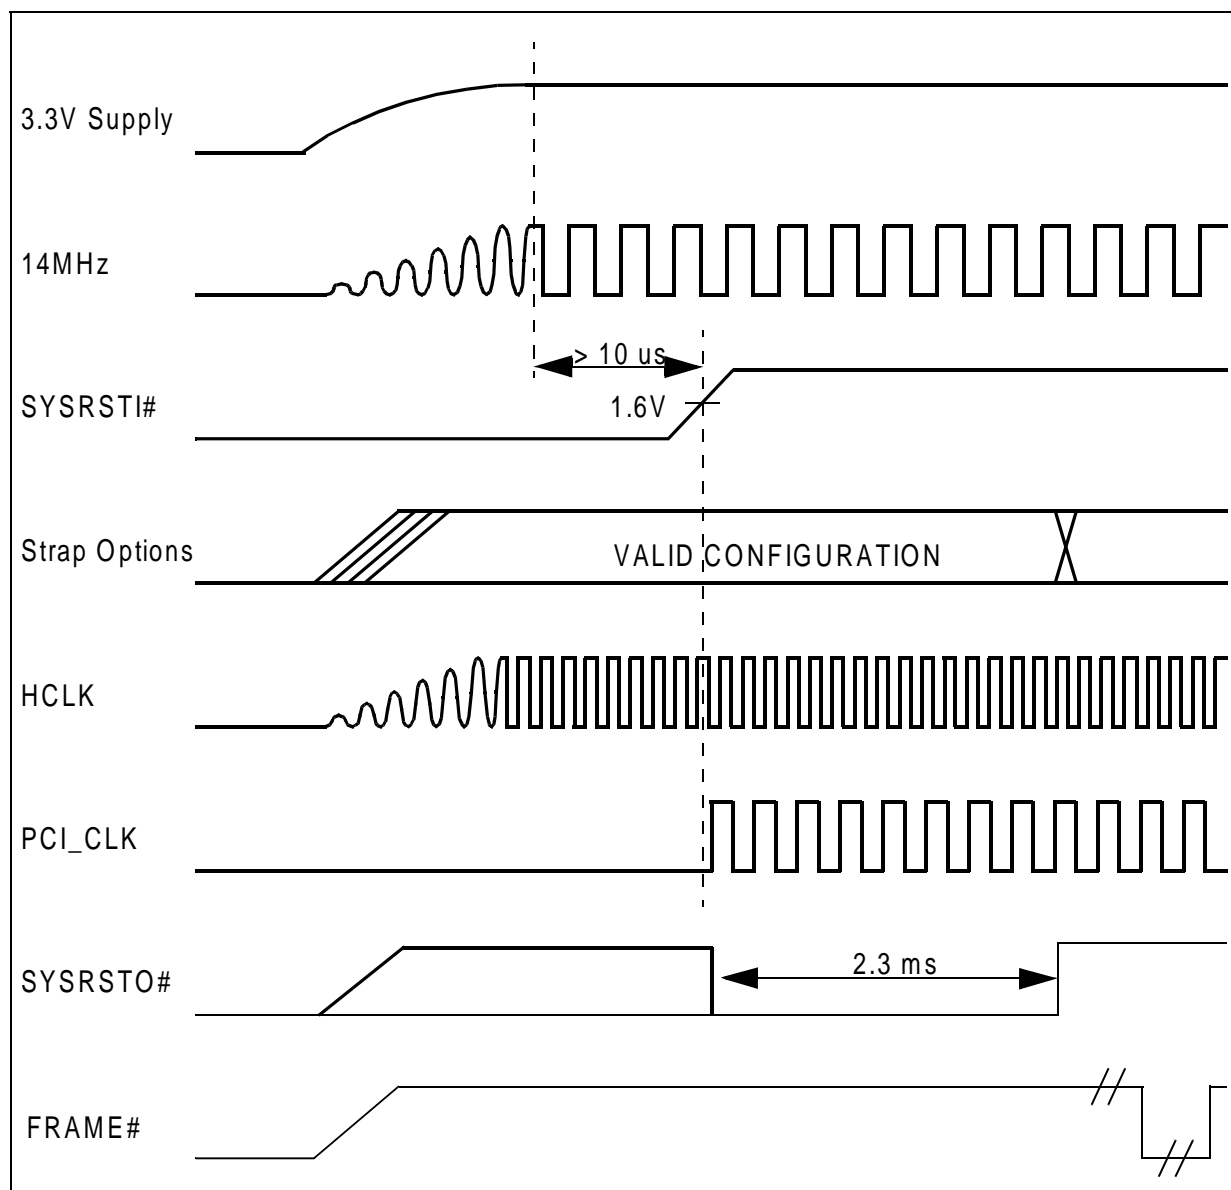 3.3V Supply
14MHz
> 10 us
SYSRSTI#
1.6V
Strap Options
VALID CONFIGURATION
HCLK
PCI_CLK
SYSRSTO#
2.3 ms
FRAME#